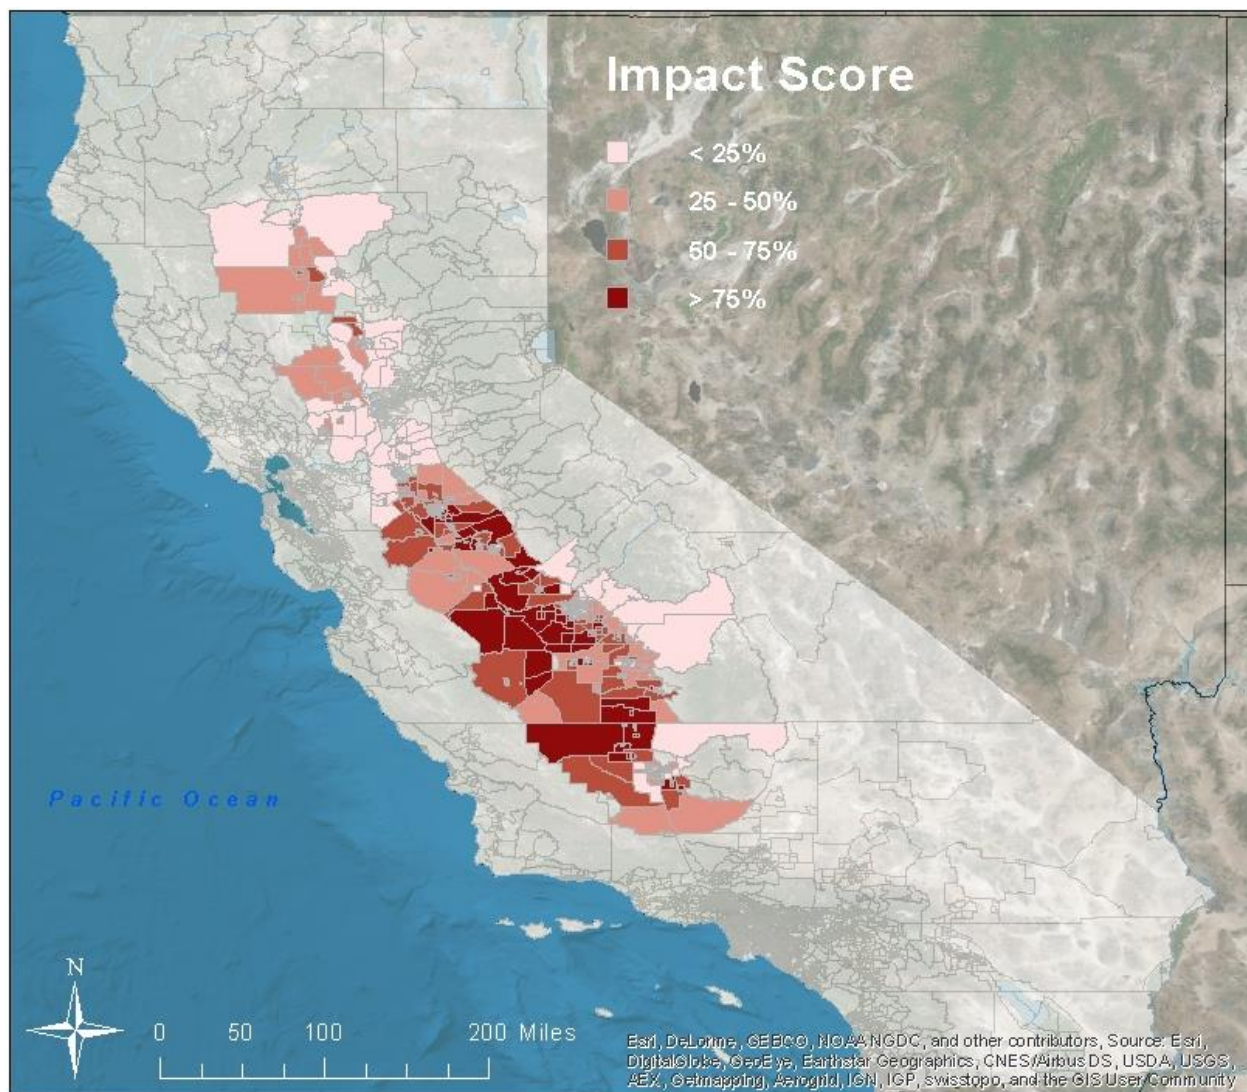 Impact Score
< 25%
25 - 50%
50 - 75%
> 75%
Pacific Ocean
N
0 50 100 200 Miles
Esri, DeLorme, GEBCO, NOAA NGDC, and other contributors, Source: Esri,
DigitalGlobe, GeoEye, Earthstar Geographics, CNES/Airbus DS, USDA, USGS,
AEX, Getmapping, Aerogrid, IGN, IGP, swisstopo, and the GIS User Community